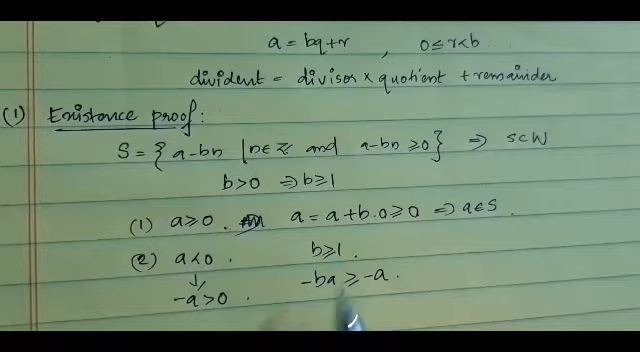 a = bq+r , 0≤r<b
divident = divisor × quotient + remainder
(1) Existance proof:
S = { a-bn | n∈ℤ and a-bn ≥0} ⇒ S⊂W
b>0 ⇒ b≥1
(1) a≥0. a = a+b.0≥0 ⇒ a∈S.
(2) a<0. b≥1.
↓
-a>0. -ba ≥ -a.